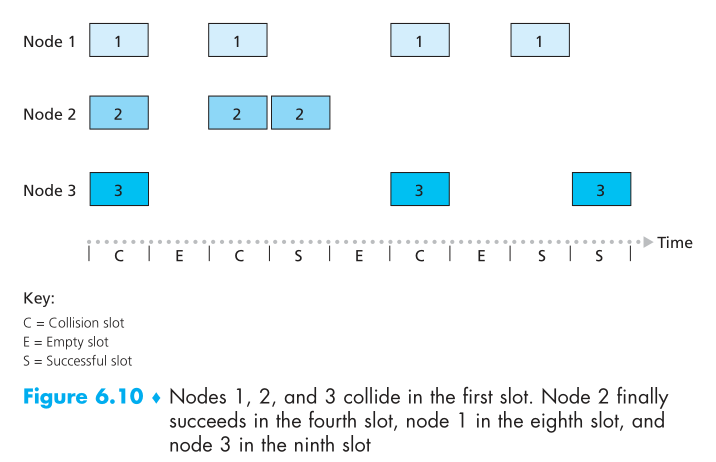 Node 1 1 1 1 1
Node 2 2 2 2
Node 3 3 3 3
Time
C E C S E C E S S
Key:
C = Collision slot
E = Empty slot
S = Successful slot
Figure 6.10 ♦ Nodes 1, 2, and 3 collide in the first slot. Node 2 finally
succeeds in the fourth slot, node 1 in the eighth slot, and
node 3 in the ninth slot